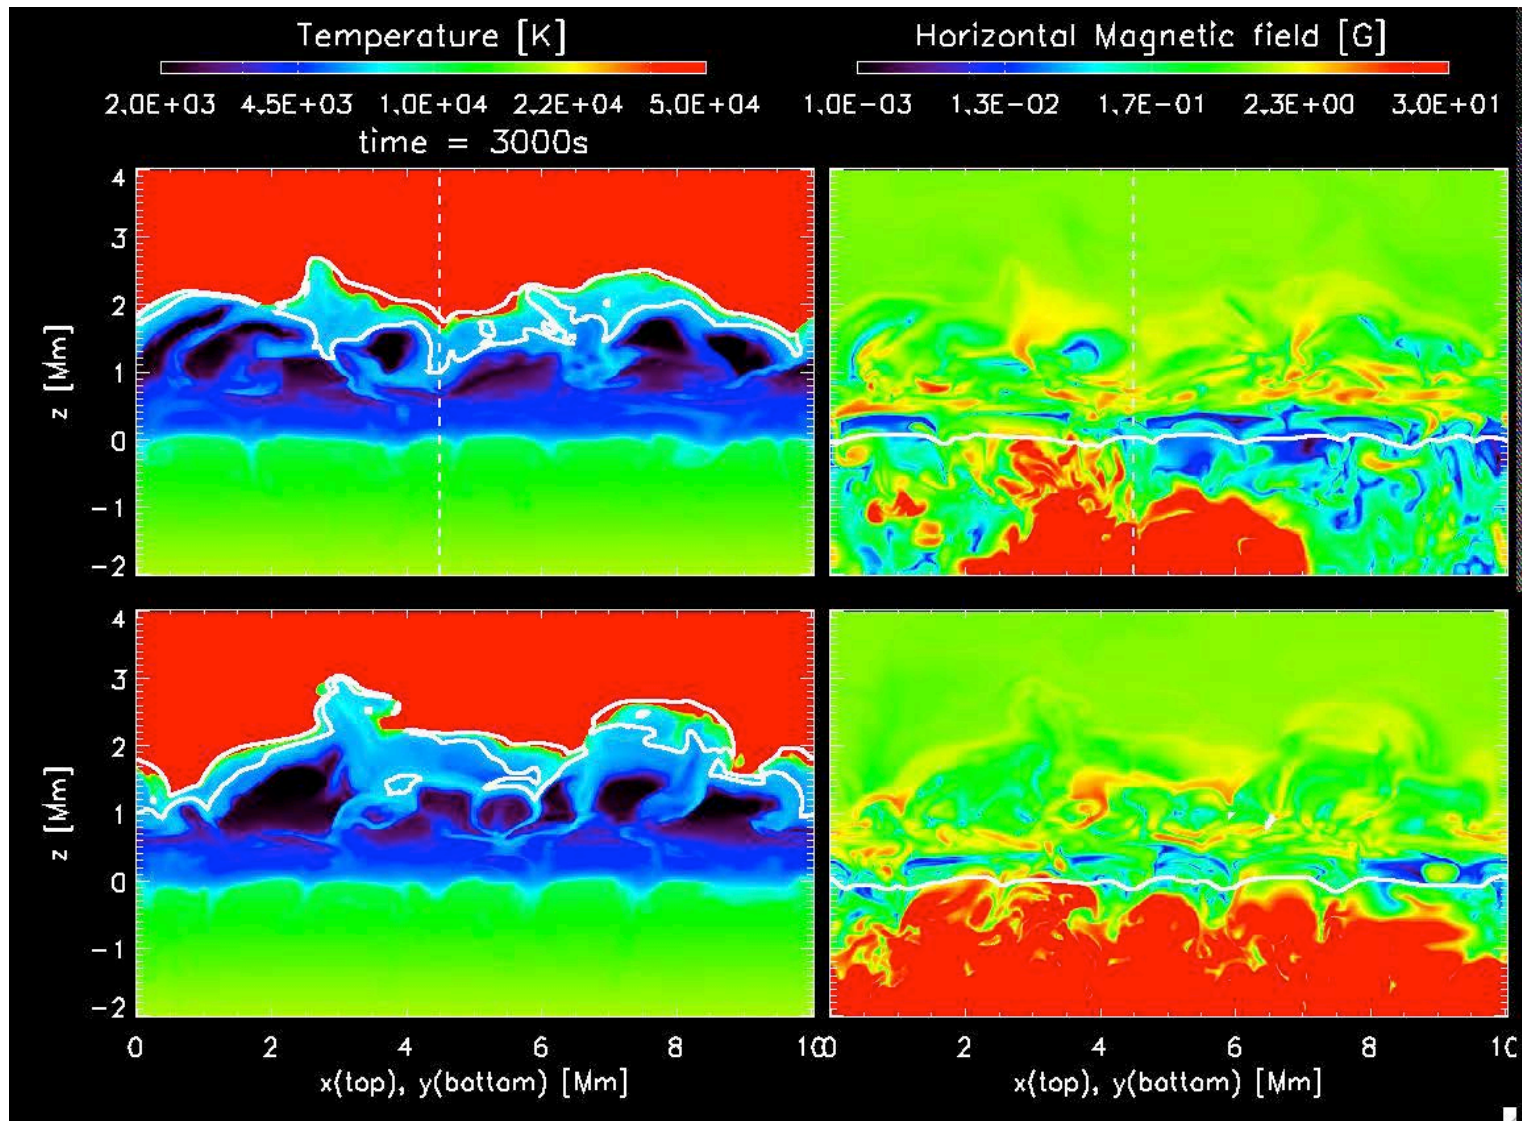 Temperature [K]
Horizontal Magnetic field [G]
2.0E+03 4.5E+03 1.0E+04 2.2E+04 5.0E+04
1.0E-03 1.3E-02 1.7E-01 2.3E+00 3.0E+01
time = 3000s
4
3
2
1
0
-1
-2
z [Mm]
4
3
2
1
0
-1
-2
z [Mm]
0 2 4 6 8 10
0 2 4 6 8 10
x(top), y(bottom) [Mm]
x(top), y(bottom) [Mm]